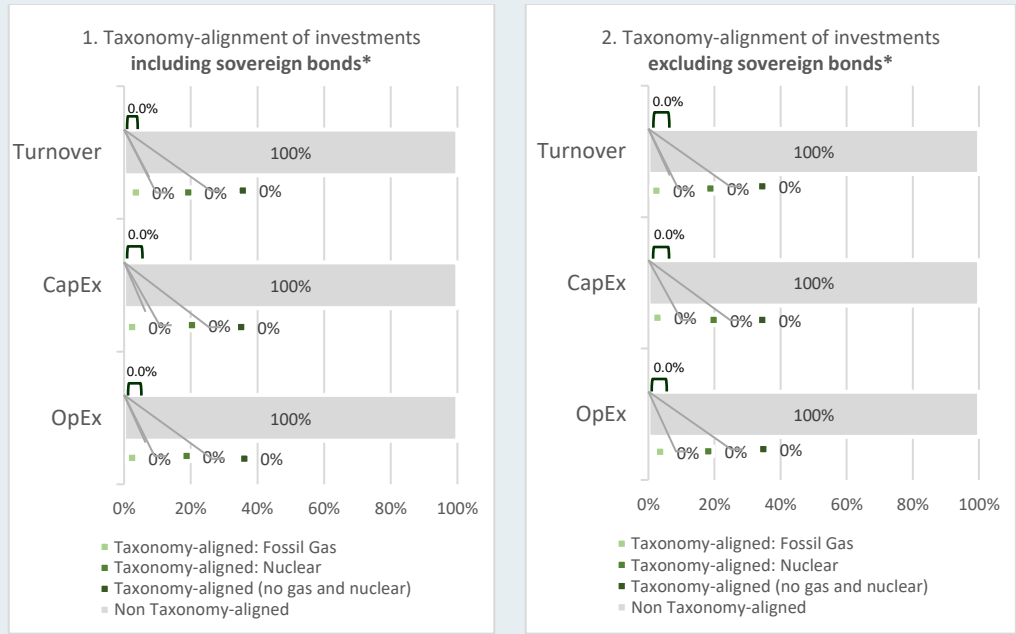 1. Taxonomy-alignment of investments
including sovereign bonds*
0.0%
Turnover
100%
0% 0% 0%
0.0%
CapEx
100%
0% 0% 0%
0.0%
OpEx
100%
0% 0% 0%
0% 20% 40% 60% 80% 100%
Taxonomy-aligned: Fossil Gas
Taxonomy-aligned: Nuclear
Taxonomy-aligned (no gas and nuclear)
Non Taxonomy-aligned
2. Taxonomy-alignment of investments
excluding sovereign bonds*
0.0%
Turnover
100%
0% 0% 0%
0.0%
CapEx
100%
0% 0% 0%
0.0%
OpEx
100%
0% 0% 0%
0% 20% 40% 60% 80% 100%
Taxonomy-aligned: Fossil Gas
Taxonomy-aligned: Nuclear
Taxonomy-aligned (no gas and nuclear)
Non Taxonomy-aligned